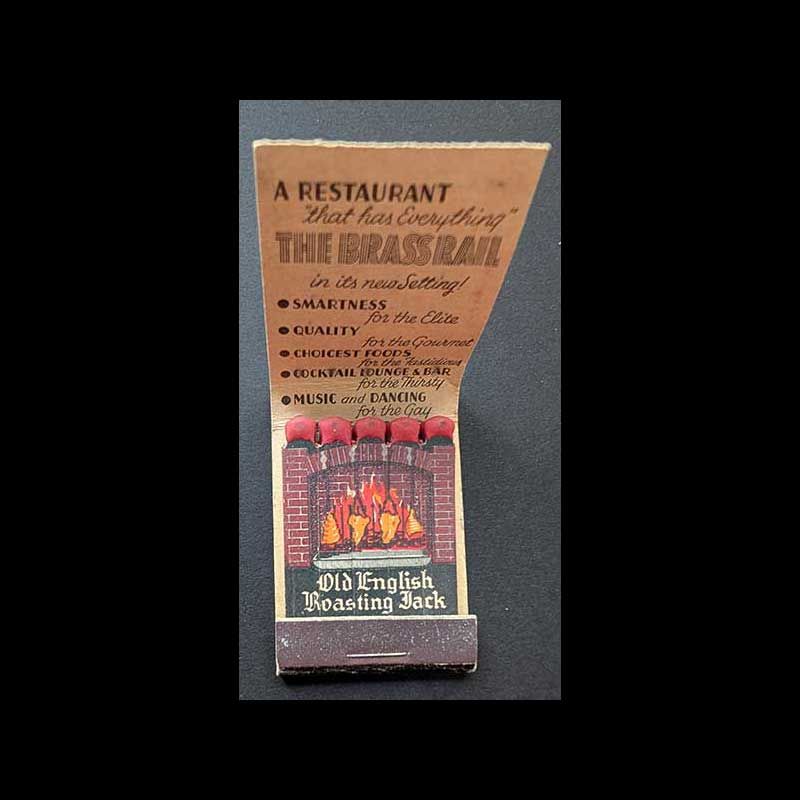 A RESTAURANT
"that has Everything"
THE BRASS RAIL
in its new Setting!
● SMARTNESS
for the Elite
● QUALITY
for the Gourmet
● CHOICEST FOODS
for the Fastidious
● COCKTAIL LOUNGE & BAR
for the Thirsty
● MUSIC and DANCING
for the Gay
Old English
Roasting Jack